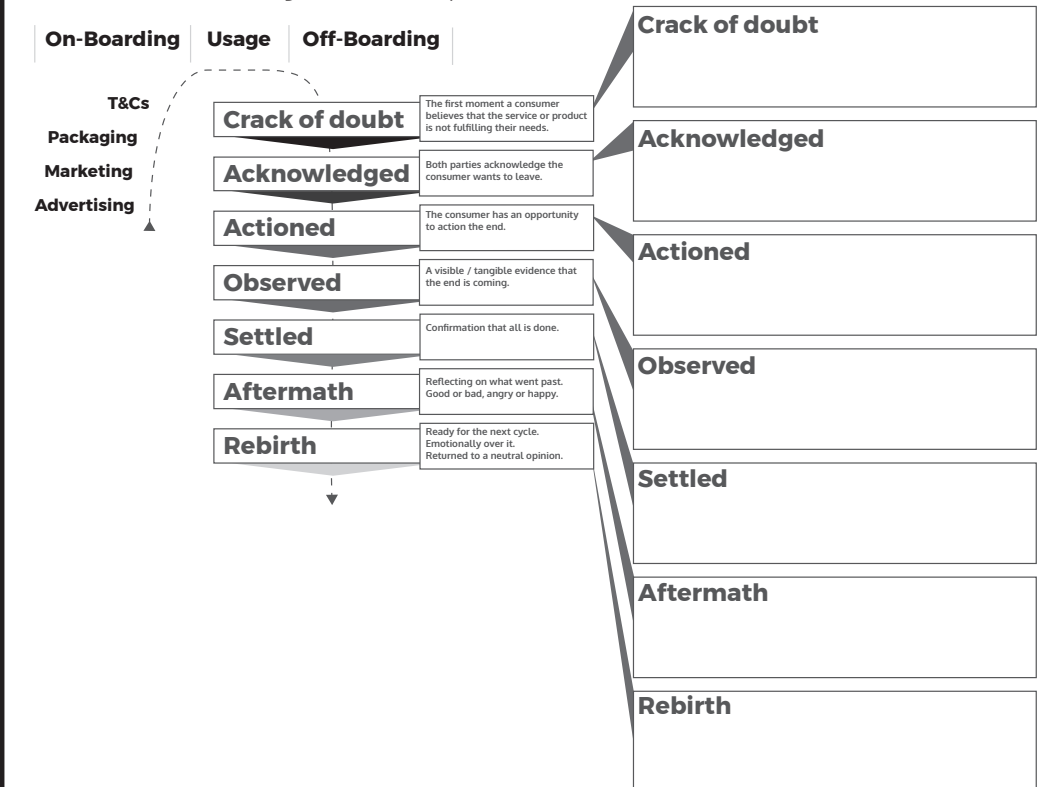 On-Boarding
Usage
Off-Boarding
T&Cs
Packaging
Marketing
Advertising
Crack of doubt
The first moment a consumer
believes that the service or product
is not fulfilling their needs.
Acknowledged
Both parties acknowledge the
consumer wants to leave.
Actioned
The consumer has an opportunity
to action the end.
Observed
A visible / tangible evidence that
the end is coming.
Settled
Confirmation that all is done.
Aftermath
Reflecting on what went past.
Good or bad, angry or happy.
Rebirth
Ready for the next cycle.
Emotionally over it.
Returned to a neutral opinion.
Crack of doubt
Acknowledged
Actioned
Observed
Settled
Aftermath
Rebirth